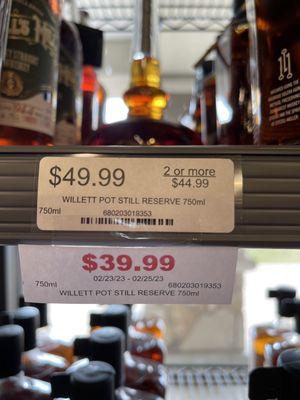 $49.99
2 or more
$44.99
WILLETT POT STILL RESERVE 750ml
750ml
680203019353
$39.99
02/23/23 - 02/25/23
750ml
680203019353
WILLETT POT STILL RESERVE 750ml